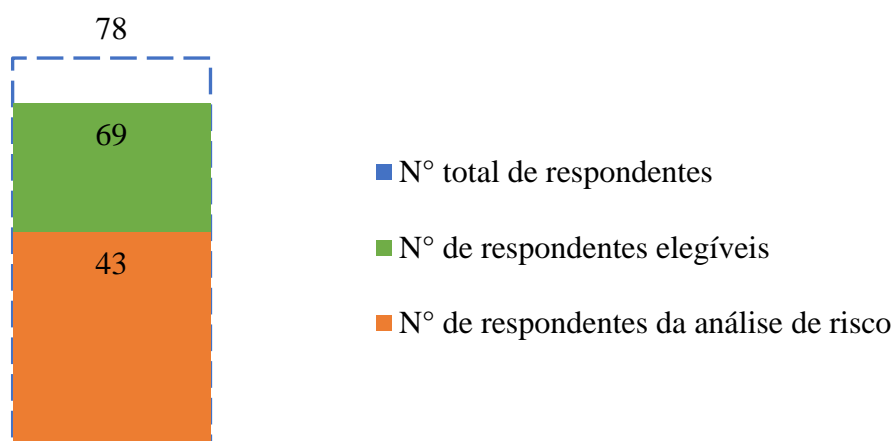 78
69
43
N° total de respondentes
N° de respondentes elegíveis
N° de respondentes da análise de risco